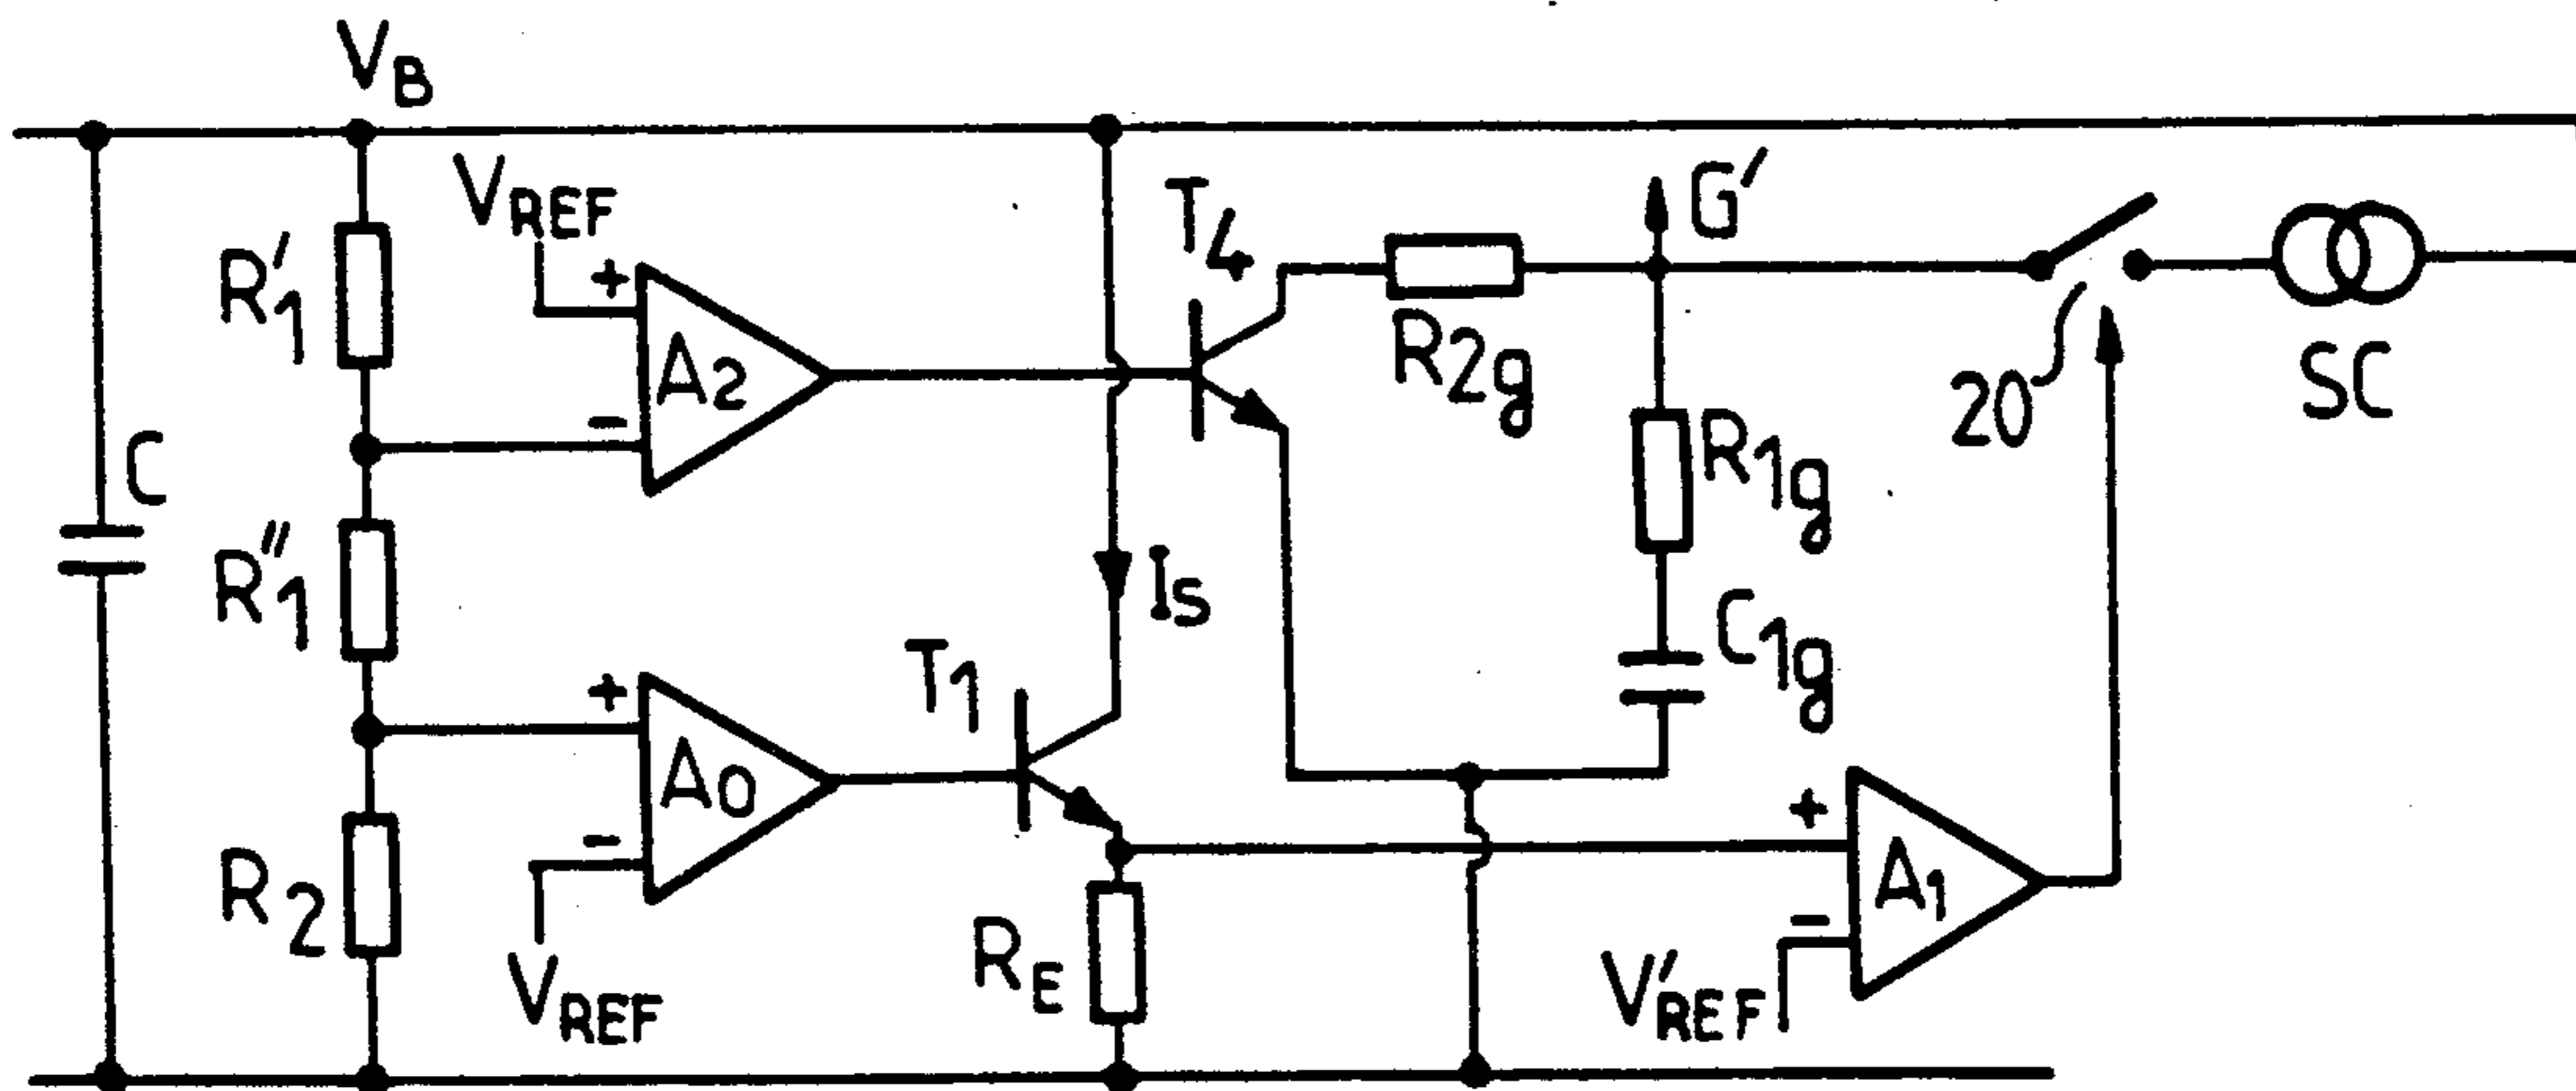 VB
VREF
+
T4
G′
R′1
A2
R2g
20
SC
-
C
R1g
R″1
IS
C1g
T1
+
A0
+
R2
-
RE
A1
-
VREF
V′REF